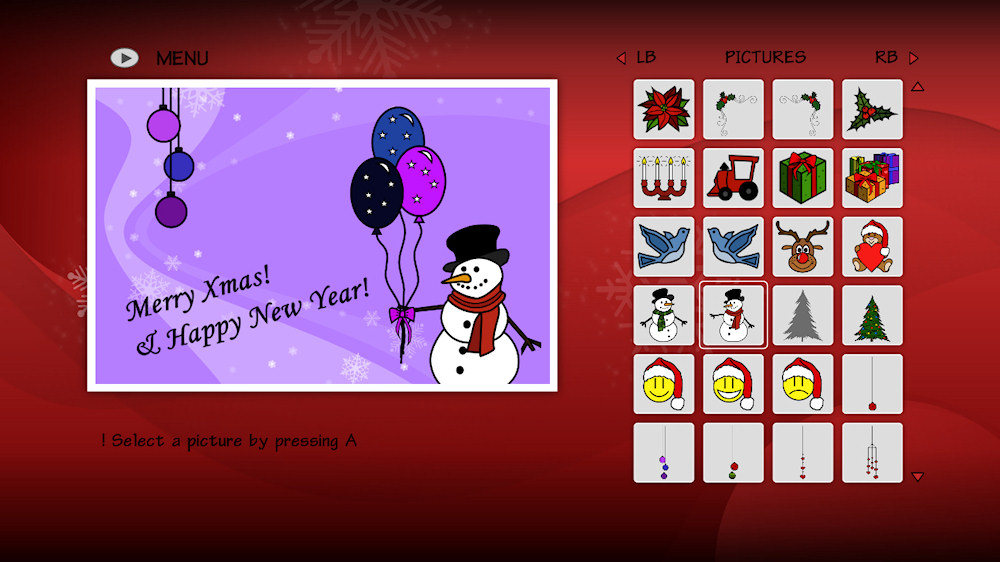 MENU
LB PICTURES RB
Merry Xmas!
& Happy New Year!
! Select a picture by pressing A